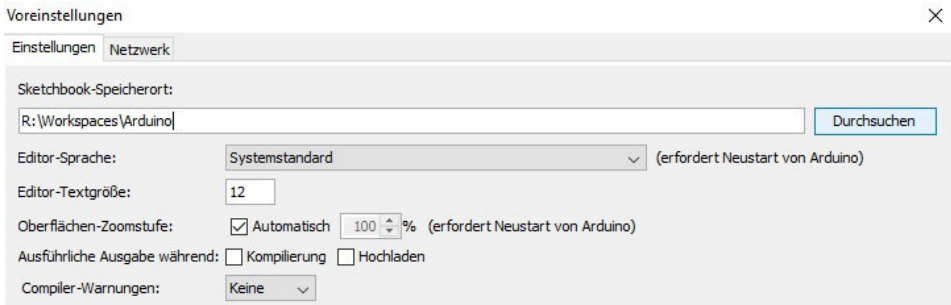 Voreinstellungen
Einstellungen Netzwerk
Sketchbook-Speicherort:
R:\Workspaces\Arduino Durchsuchen
Editor-Sprache: Systemstandard (erfordert Neustart von Arduino)
Editor-Textgröße: 12
Oberflächen-Zoomstufe: Automatisch 100 % (erfordert Neustart von Arduino)
Ausführliche Ausgabe während: Kompilierung Hochladen
Compiler-Warnungen: Keine